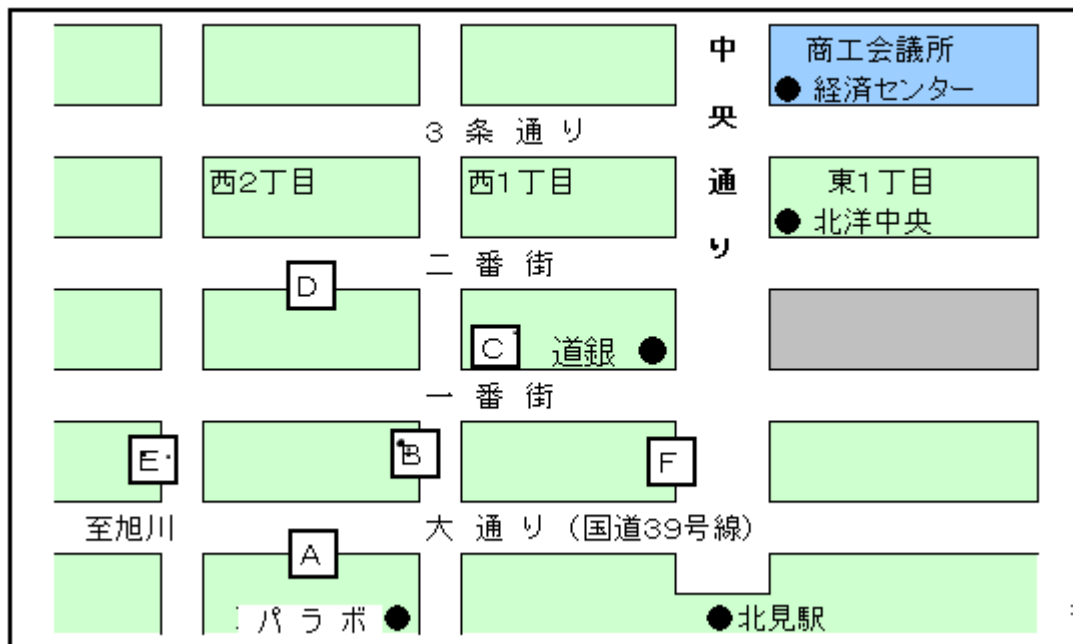 商工会議所
● 経済センター
中央通り
3 条 通 り
西2丁目
西1丁目
東1丁目
● 北洋中央
二 番 街
D
C
道銀 ●
一 番 街
E
B
F
至旭川
大 通 り (国道39号線)
A
パ ラ ボ ●
●北見駅